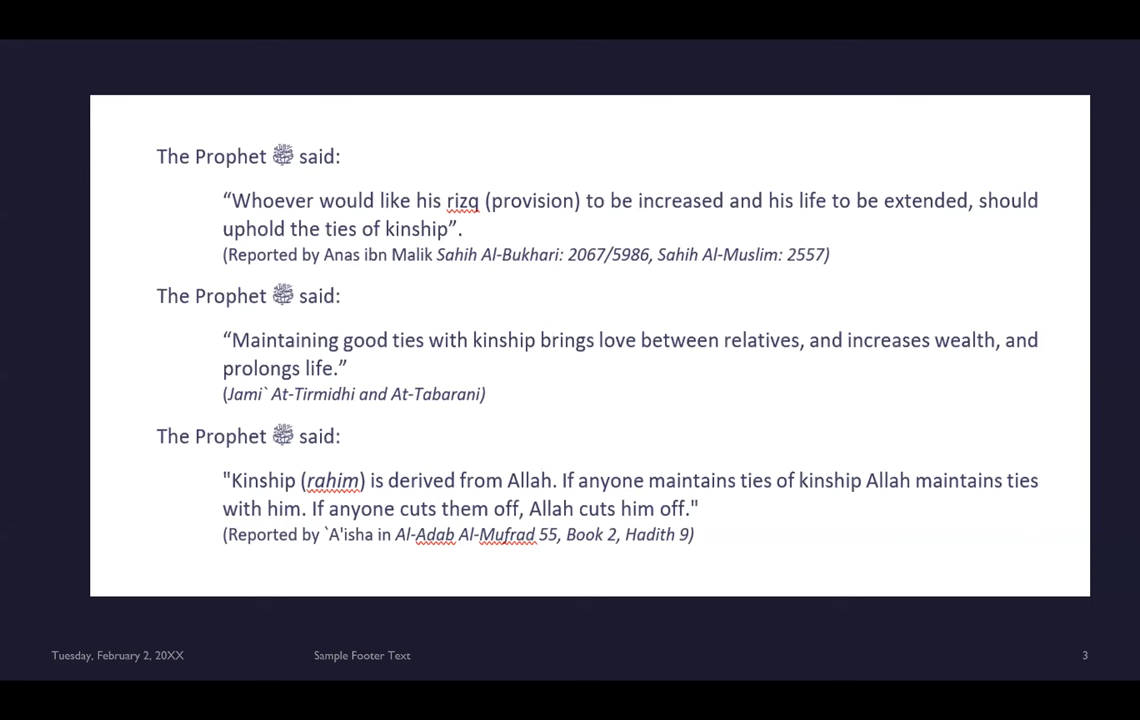 The Prophet ﷺ said:
“Whoever would like his rizq (provision) to be increased and his life to be extended, should
uphold the ties of kinship”.
(Reported by Anas ibn Malik Sahih Al-Bukhari: 2067/5986, Sahih Al-Muslim: 2557)
The Prophet ﷺ said:
“Maintaining good ties with kinship brings love between relatives, and increases wealth, and
prolongs life.”
(Jami` At-Tirmidhi and At-Tabarani)
The Prophet ﷺ said:
"Kinship (rahim) is derived from Allah. If anyone maintains ties of kinship Allah maintains ties
with him. If anyone cuts them off, Allah cuts him off."
(Reported by `A'isha in Al-Adab Al-Mufrad 55, Book 2, Hadith 9)
Tuesday, February 2, 20XX
Sample Footer Text
3